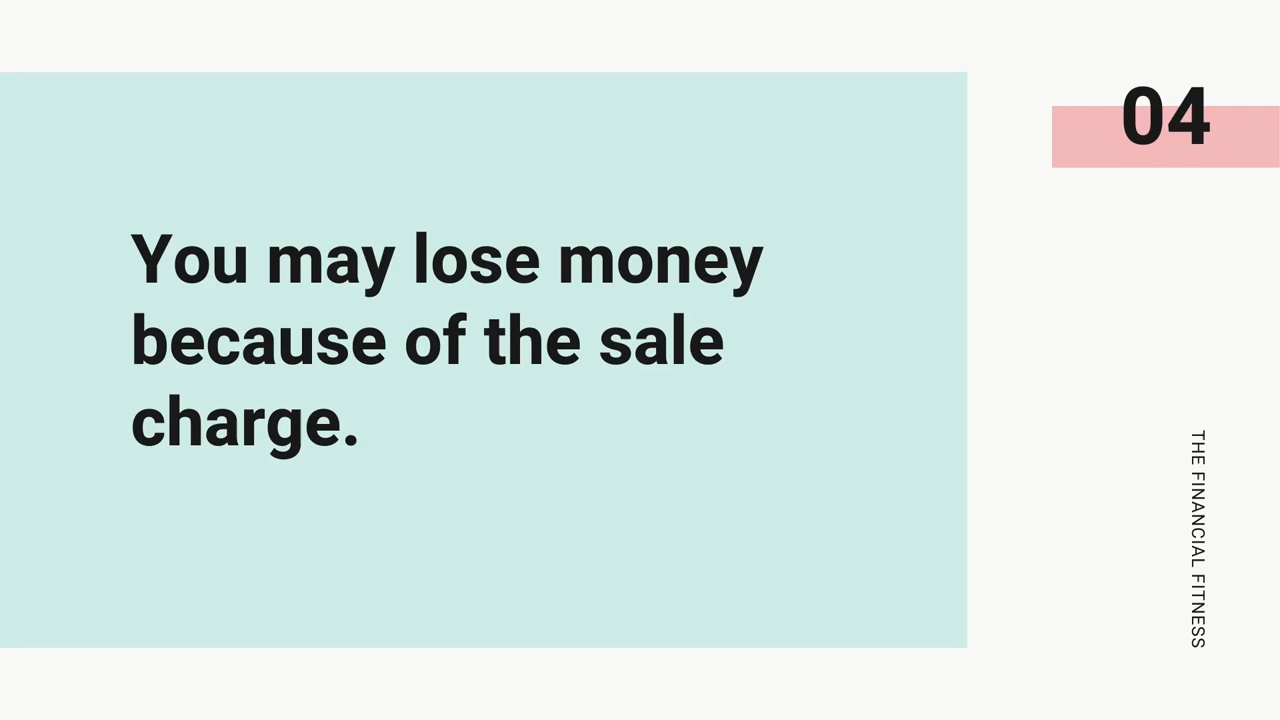 04
You may lose money
because of the sale
charge.
THE FINANCIAL FITNESS